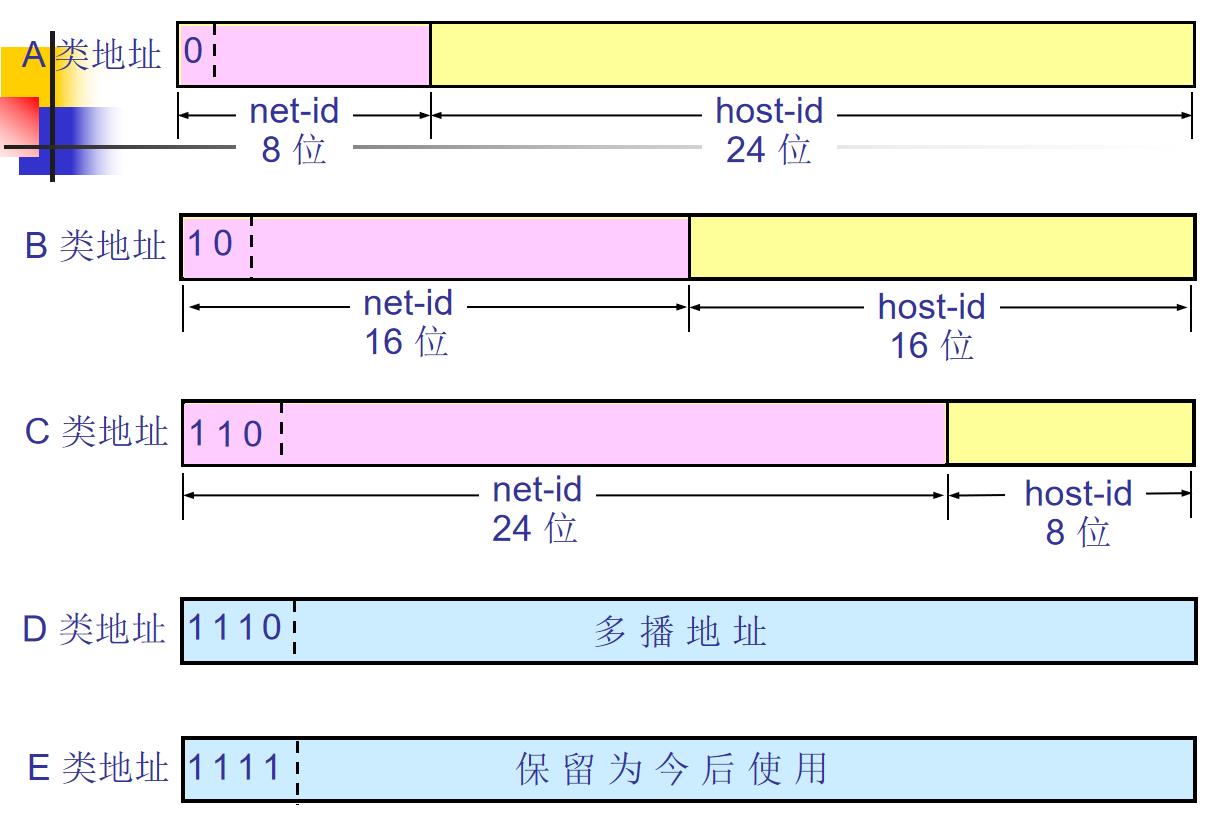 A 类地址
0
net-id
8 位
host-id
24 位
B 类地址
1 0
net-id
16 位
host-id
16 位
C 类地址
1 1 0
net-id
24 位
host-id
8 位
D 类地址
1 1 1 0
多播地址
E 类地址
1 1 1 1
保留为今后使用